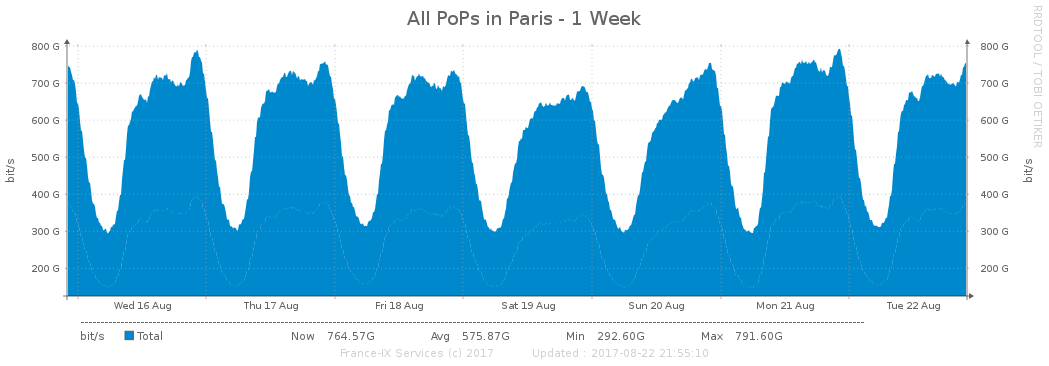 All PoPs in Paris - 1 Week
RRDTOOL / TOBI OETIKER
800 G 800 G
700 G 700 G
600 G 600 G
500 G 500 G
400 G 400 G
300 G 300 G
200 G 200 G
bit/s bit/s
Wed 16 Aug Thu 17 Aug Fri 18 Aug Sat 19 Aug Sun 20 Aug Mon 21 Aug Tue 22 Aug
bit/s Total Now 764.57G Avg 575.87G Min 292.60G Max 791.60G
France-IX Services (c) 2017 Updated : 2017-08-22 21:55:10